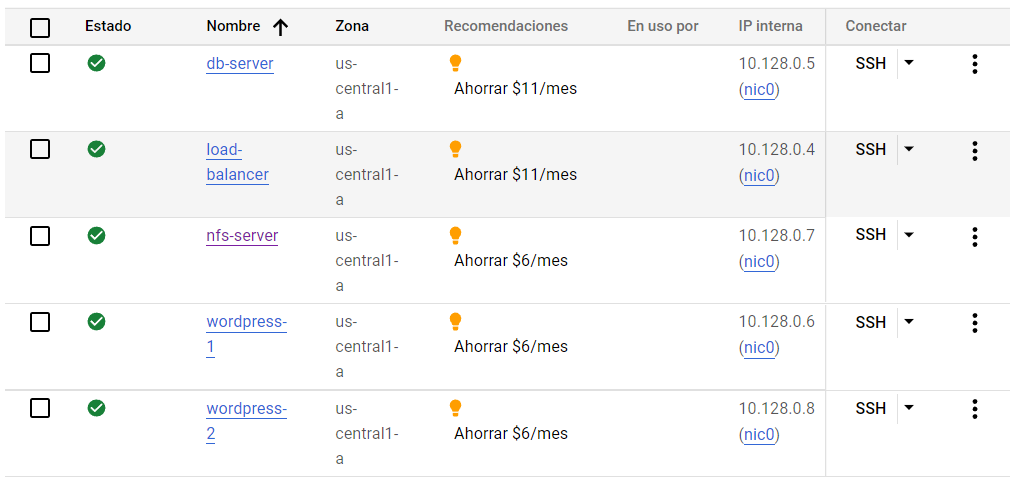 Estado Nombre Zona Recomendaciones En uso por IP interna Conectar
db-server us- 10.128.0.5 SSH
central1- Ahorrar $11/mes (nic0)
a
load- us- 10.128.0.4 SSH
balancer central1- Ahorrar $11/mes (nic0)
a
nfs-server us- 10.128.0.7 SSH
central1- Ahorrar $6/mes (nic0)
a
wordpress- us- 10.128.0.6 SSH
1 central1- Ahorrar $6/mes (nic0)
a
wordpress- us- 10.128.0.8 SSH
2 central1- Ahorrar $6/mes (nic0)
a